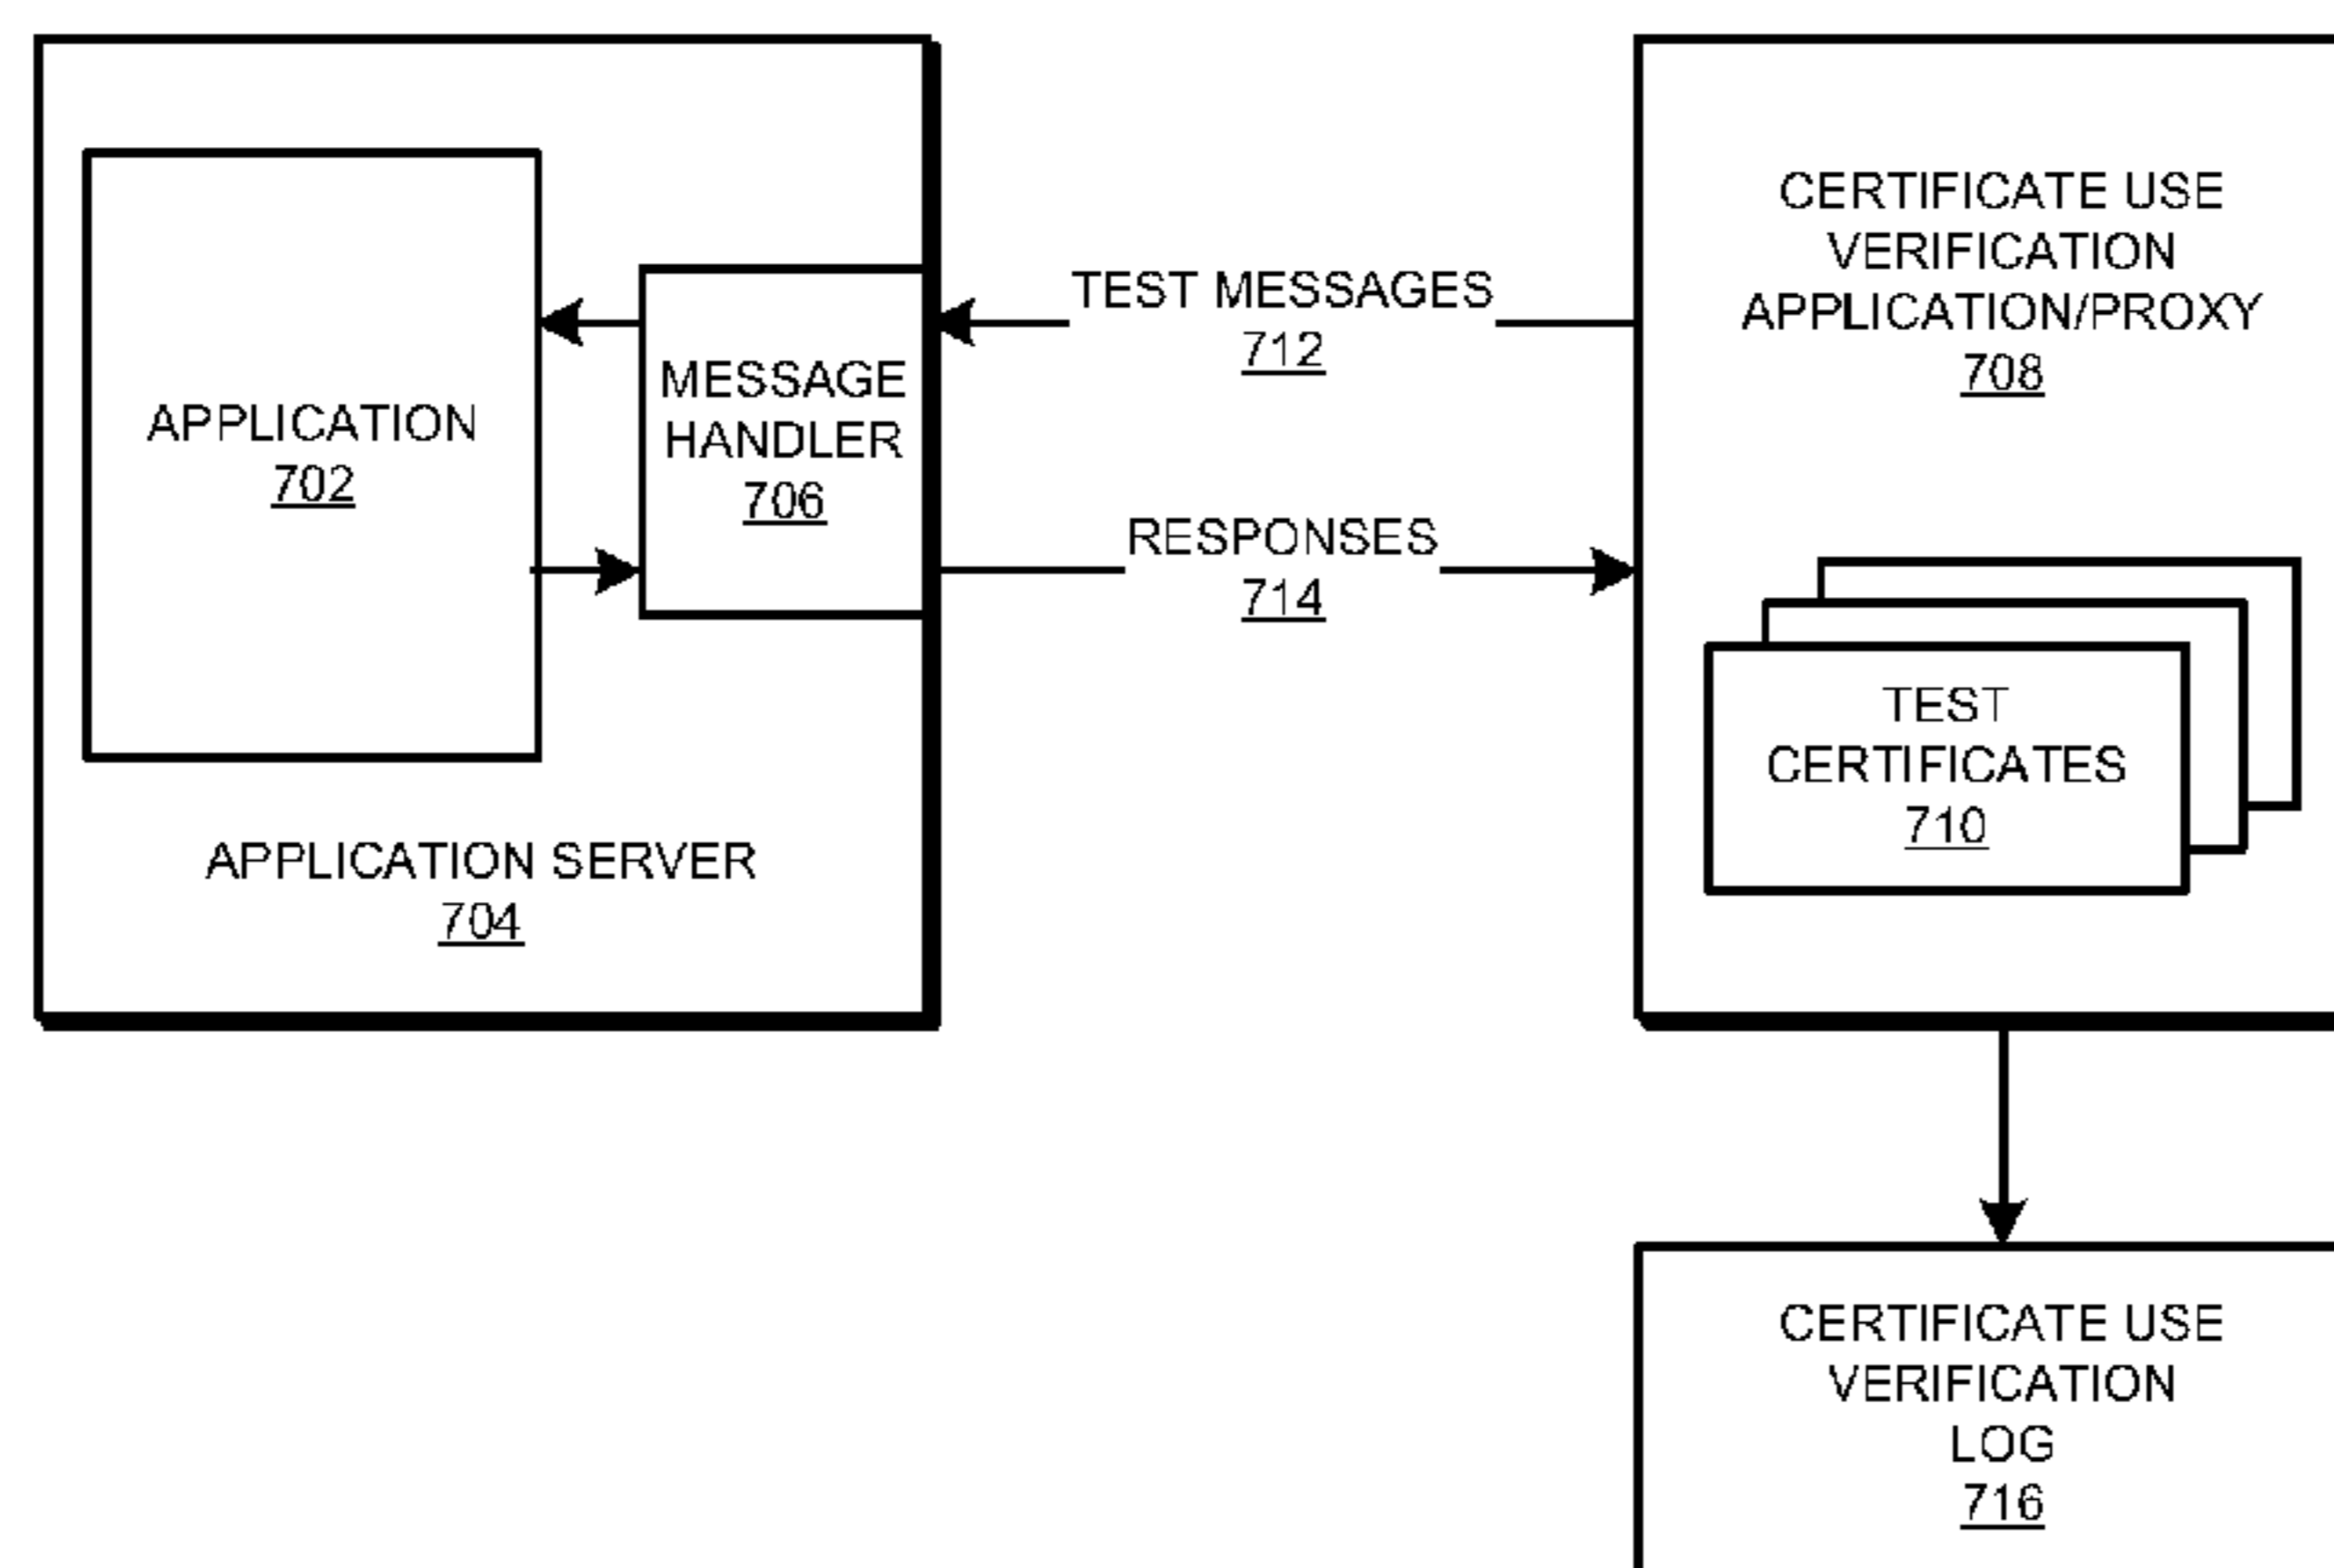 APPLICATION
702
MESSAGE
HANDLER
706
APPLICATION SERVER
704
TEST MESSAGES
712
RESPONSES
714
CERTIFICATE USE
VERIFICATION
APPLICATION/PROXY
708
TEST
CERTIFICATES
710
CERTIFICATE USE
VERIFICATION
LOG
716